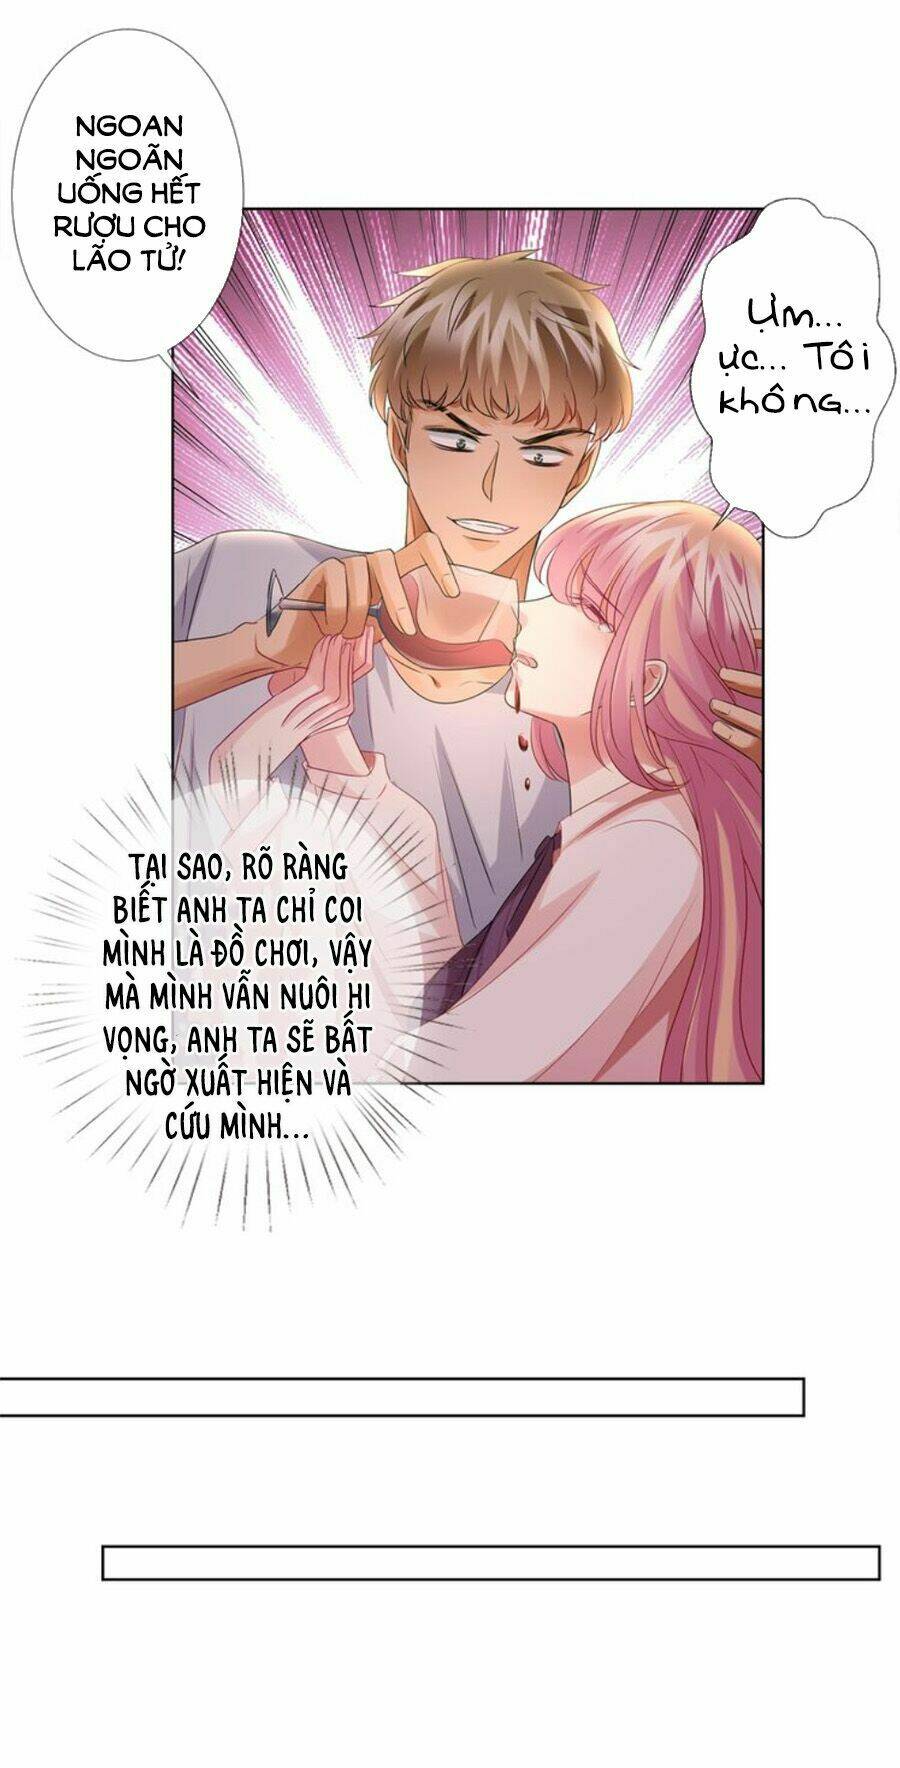 NGOAN
NGOÃN
UỐNG HẾT
RƯỢU CHO
LÃO TỬ!
Ựm...
ực... Tôi
không...
TẠI SAO, RÕ RÀNG
BIẾT ANH TA CHỈ COI
MÌNH LÀ ĐỒ CHƠI, VẬY
MÀ MÌNH VẪN NUÔI HI
VỌNG, ANH TA SẼ BẤT
NGỜ XUẤT HIỆN VÀ
CỨU MÌNH...